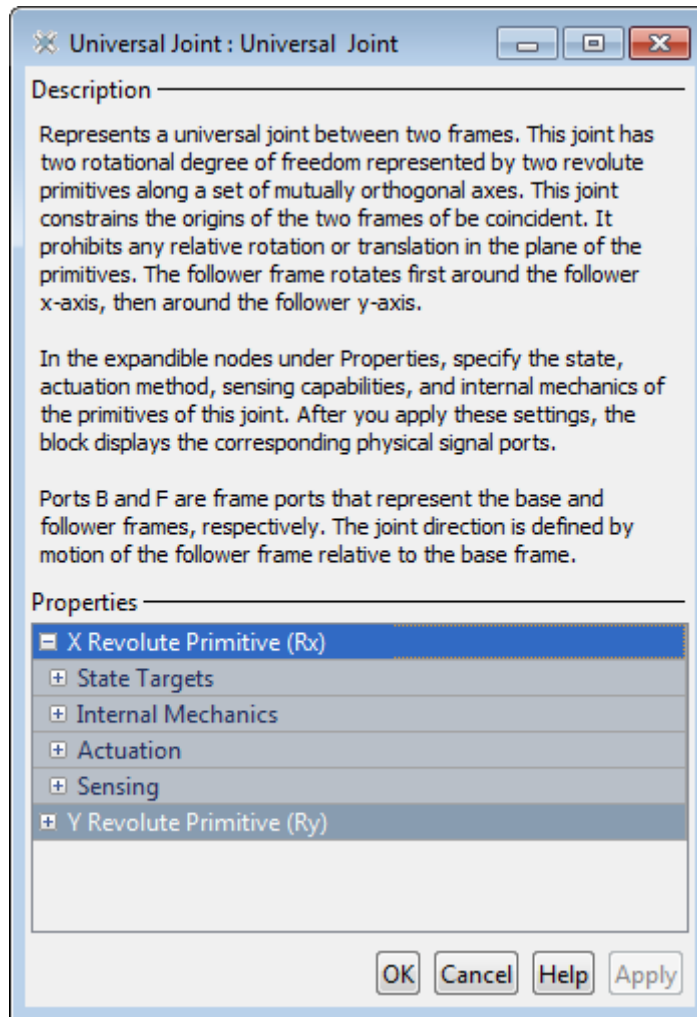 Universal Joint : Universal  Joint
Description
Represents a universal joint between two frames. This joint has
two rotational degree of freedom represented by two revolute
primitives along a set of mutually orthogonal axes. This joint
constrains the origins of the two frames of be coincident. It
prohibits any relative rotation or translation in the plane of the
primitives. The follower frame rotates first around the follower
x-axis, then around the follower y-axis.
In the expandible nodes under Properties, specify the state,
actuation method, sensing capabilities, and internal mechanics of
the primitives of this joint. After you apply these settings, the
block displays the corresponding physical signal ports.
Ports B and F are frame ports that represent the base and
follower frames, respectively. The joint direction is defined by
motion of the follower frame relative to the base frame.
Properties
X Revolute Primitive (Rx)
State Targets
Internal Mechanics
Actuation
Sensing
Y Revolute Primitive (Ry)
OK Cancel Help Apply